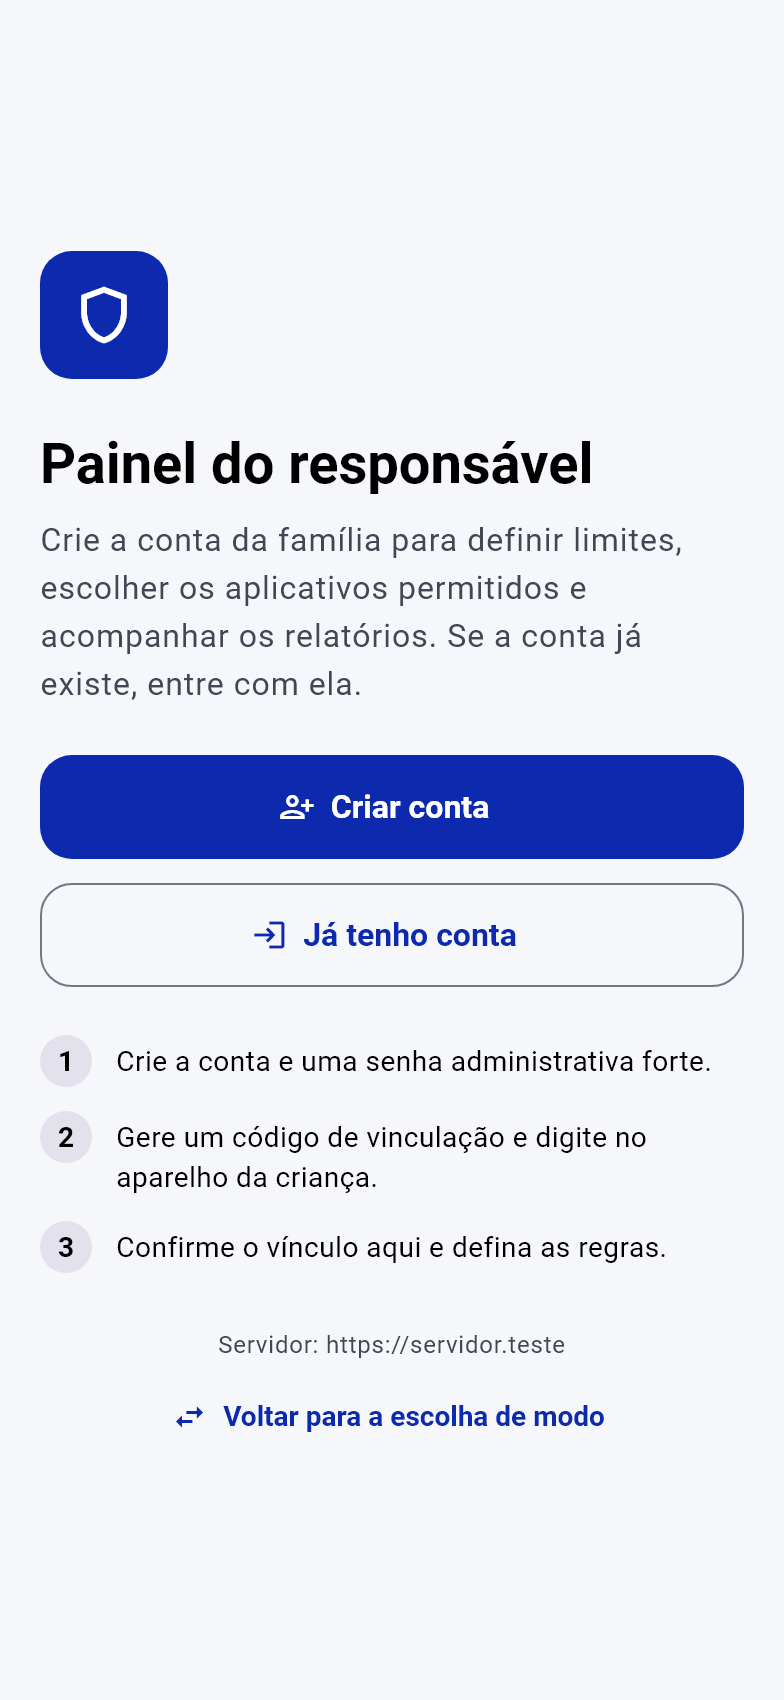 Painel do responsável
Crie a conta da família para definir limites,
escolher os aplicativos permitidos e
acompanhar os relatórios. Se a conta já
existe, entre com ela.
Criar conta
Já tenho conta
1 Crie a conta e uma senha administrativa forte.
2 Gere um código de vinculação e digite no
aparelho da criança.
3 Confirme o vínculo aqui e defina as regras.
Servidor: https://servidor.teste
Voltar para a escolha de modo